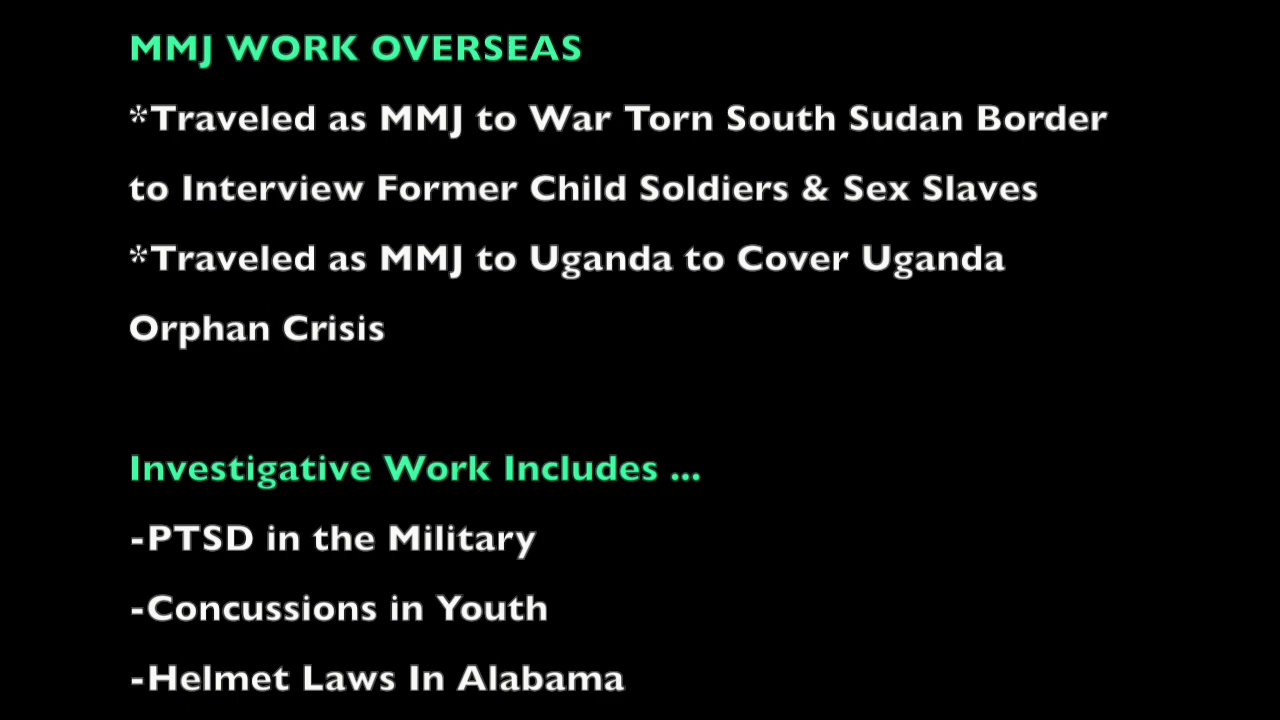 MMJ WORK OVERSEAS
*Traveled as MMJ to War Torn South Sudan Border
to Interview Former Child Soldiers & Sex Slaves
*Traveled as MMJ to Uganda to Cover Uganda
Orphan Crisis
Investigative Work Includes ...
-PTSD in the Military
-Concussions in Youth
-Helmet Laws In Alabama